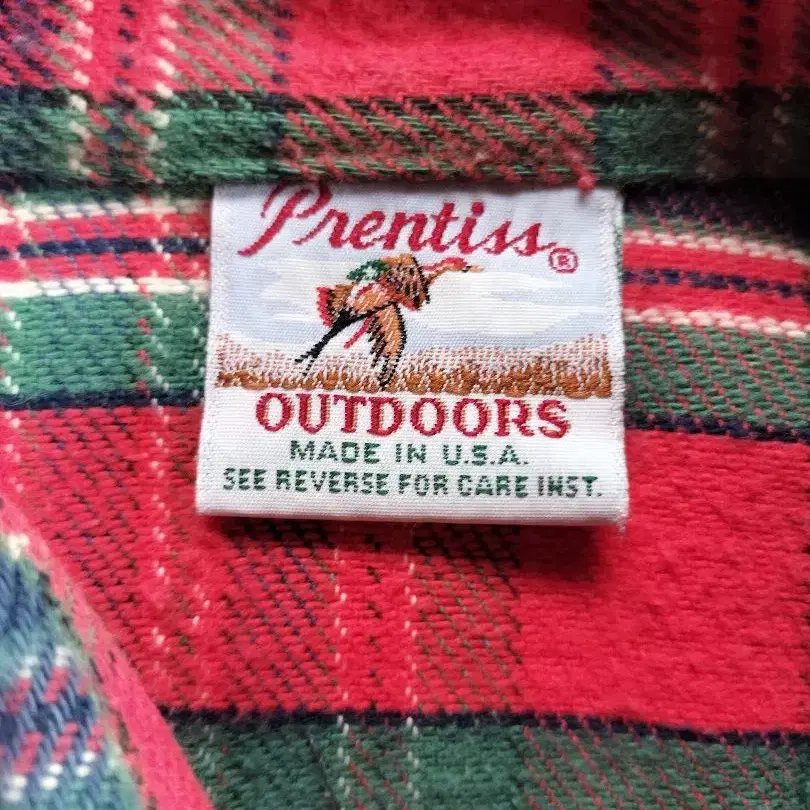 Prentiss®
OUTDOORS
MADE IN U.S.A.
SEE REVERSE FOR CARE INST.